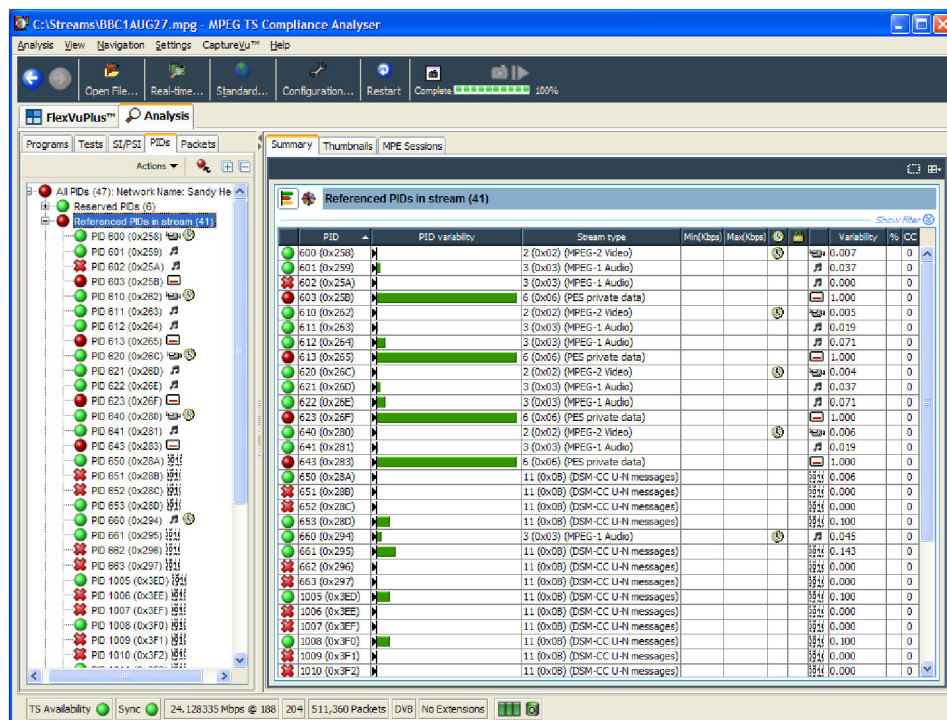 C:\Streams\BBC1AUG27.mpg - MPEG TS Compliance Analyser
Analysis View Navigation Settings CaptureVu™ Help
Open File... Real-time... Standard... Configuration... Restart Complete 100%
FlexVuPlus™ Analysis
Programs Tests SI/PSI PIDs Packets
Actions
All PIDs (47): Network Name: Sandy He
Reserved PIDs (6)
Referenced PIDs in stream (41)
PID 600 (0x258)
PID 601 (0x259)
PID 602 (0x25A)
PID 603 (0x25B)
PID 610 (0x262)
PID 611 (0x263)
PID 612 (0x264)
PID 613 (0x265)
PID 620 (0x26C)
PID 621 (0x26D)
PID 622 (0x26E)
PID 623 (0x26F)
PID 640 (0x280)
PID 641 (0x281)
PID 643 (0x283)
PID 650 (0x28A)
PID 651 (0x28B)
PID 652 (0x28C)
PID 653 (0x28D)
PID 660 (0x294)
PID 661 (0x295)
PID 662 (0x296)
PID 663 (0x297)
PID 1005 (0x3ED)
PID 1006 (0x3EE)
PID 1007 (0x3EF)
PID 1008 (0x3F0)
PID 1009 (0x3F1)
PID 1010 (0x3F2)
Summary Thumbnails MPE Sessions
Referenced PIDs in stream (41)
Show filter
PID PID variability Stream type Min(Kbps) Max(Kbps) Variability % CC
600 (0x258) 2 (0x02) (MPEG-2 Video) 0.007 0
601 (0x259) 3 (0x03) (MPEG-1 Audio) 0.037 0
602 (0x25A) 3 (0x03) (MPEG-1 Audio) 0.000 0
603 (0x25B) 6 (0x06) (PES private data) 1.000 0
610 (0x262) 2 (0x02) (MPEG-2 Video) 0.005 0
611 (0x263) 3 (0x03) (MPEG-1 Audio) 0.019 0
612 (0x264) 3 (0x03) (MPEG-1 Audio) 0.071 0
613 (0x265) 6 (0x06) (PES private data) 1.000 0
620 (0x26C) 2 (0x02) (MPEG-2 Video) 0.004 0
621 (0x26D) 3 (0x03) (MPEG-1 Audio) 0.037 0
622 (0x26E) 3 (0x03) (MPEG-1 Audio) 0.071 0
623 (0x26F) 6 (0x06) (PES private data) 1.000 0
640 (0x280) 2 (0x02) (MPEG-2 Video) 0.006 0
641 (0x281) 3 (0x03) (MPEG-1 Audio) 0.019 0
643 (0x283) 6 (0x06) (PES private data) 1.000 0
650 (0x28A) 11 (0x0B) (DSM-CC U-N messages) 0.006 0
651 (0x28B) 11 (0x0B) (DSM-CC U-N messages) 0.000 0
652 (0x28C) 11 (0x0B) (DSM-CC U-N messages) 0.000 0
653 (0x28D) 11 (0x0B) (DSM-CC U-N messages) 0.100 0
660 (0x294) 3 (0x03) (MPEG-1 Audio) 0.045 0
661 (0x295) 11 (0x0B) (DSM-CC U-N messages) 0.143 0
662 (0x296) 11 (0x0B) (DSM-CC U-N messages) 0.000 0
663 (0x297) 11 (0x0B) (DSM-CC U-N messages) 0.000 0
1005 (0x3ED) 11 (0x0B) (DSM-CC U-N messages) 0.100 0
1006 (0x3EE) 11 (0x0B) (DSM-CC U-N messages) 0.000 0
1007 (0x3EF) 11 (0x0B) (DSM-CC U-N messages) 0.000 0
1008 (0x3F0) 11 (0x0B) (DSM-CC U-N messages) 0.100 0
1009 (0x3F1) 11 (0x0B) (DSM-CC U-N messages) 0.000 0
1010 (0x3F2) 11 (0x0B) (DSM-CC U-N messages) 0.000 0
TS Availability Sync 24.128335 Mbps @ 188 204 511,360 Packets DVB No Extensions